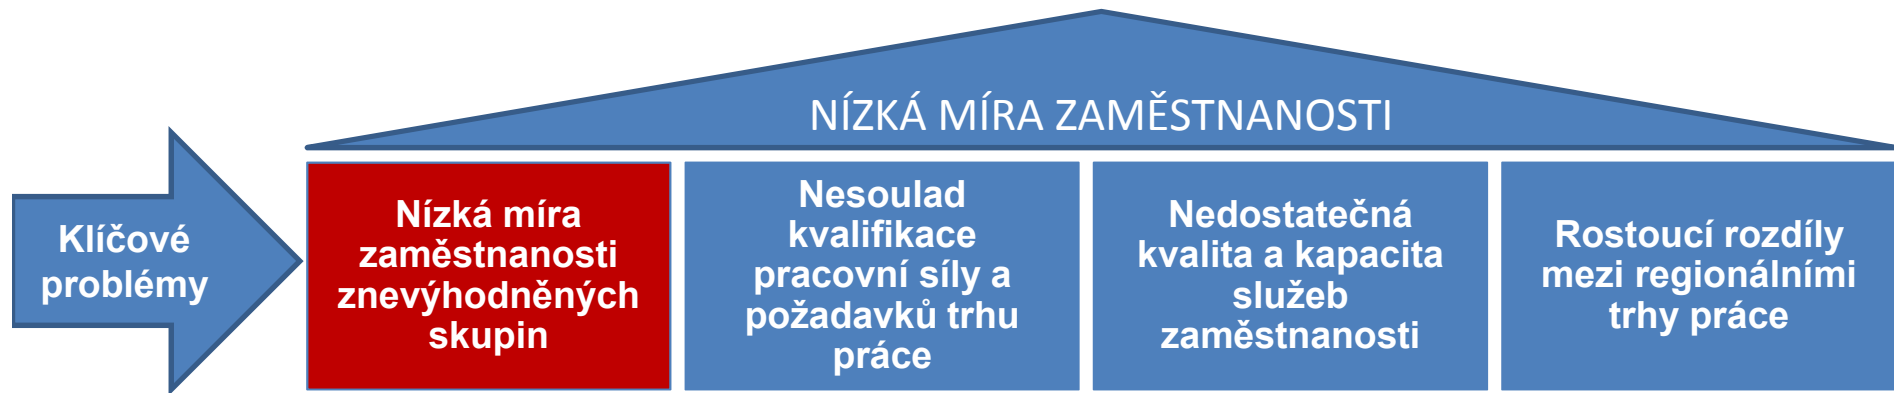 NÍZKÁ MÍRA ZAMĚSTNANOSTI
Klíčové
problémy
Nízká míra
zaměstnanosti
znevýhodněných
skupin
Nesoulad
kvalifikace
pracovní síly a
požadavků trhu
práce
Nedostatečná
kvalita a kapacita
služeb
zaměstnanosti
Rostoucí rozdíly
mezi regionálními
trhy práce